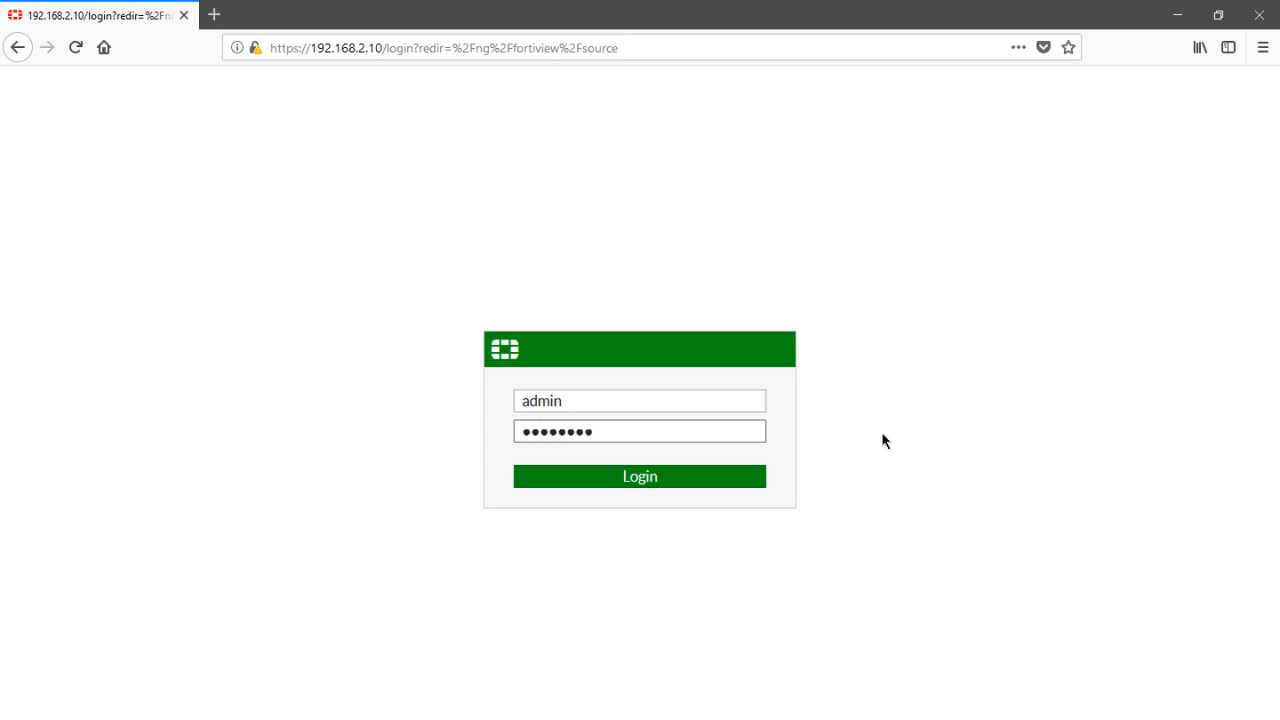 192.168.2.10/login?redir=%2Fn
https://192.168.2.10/login?redir=%2Fng%2Ffortiview%2Fsource
admin
••••••••
Login